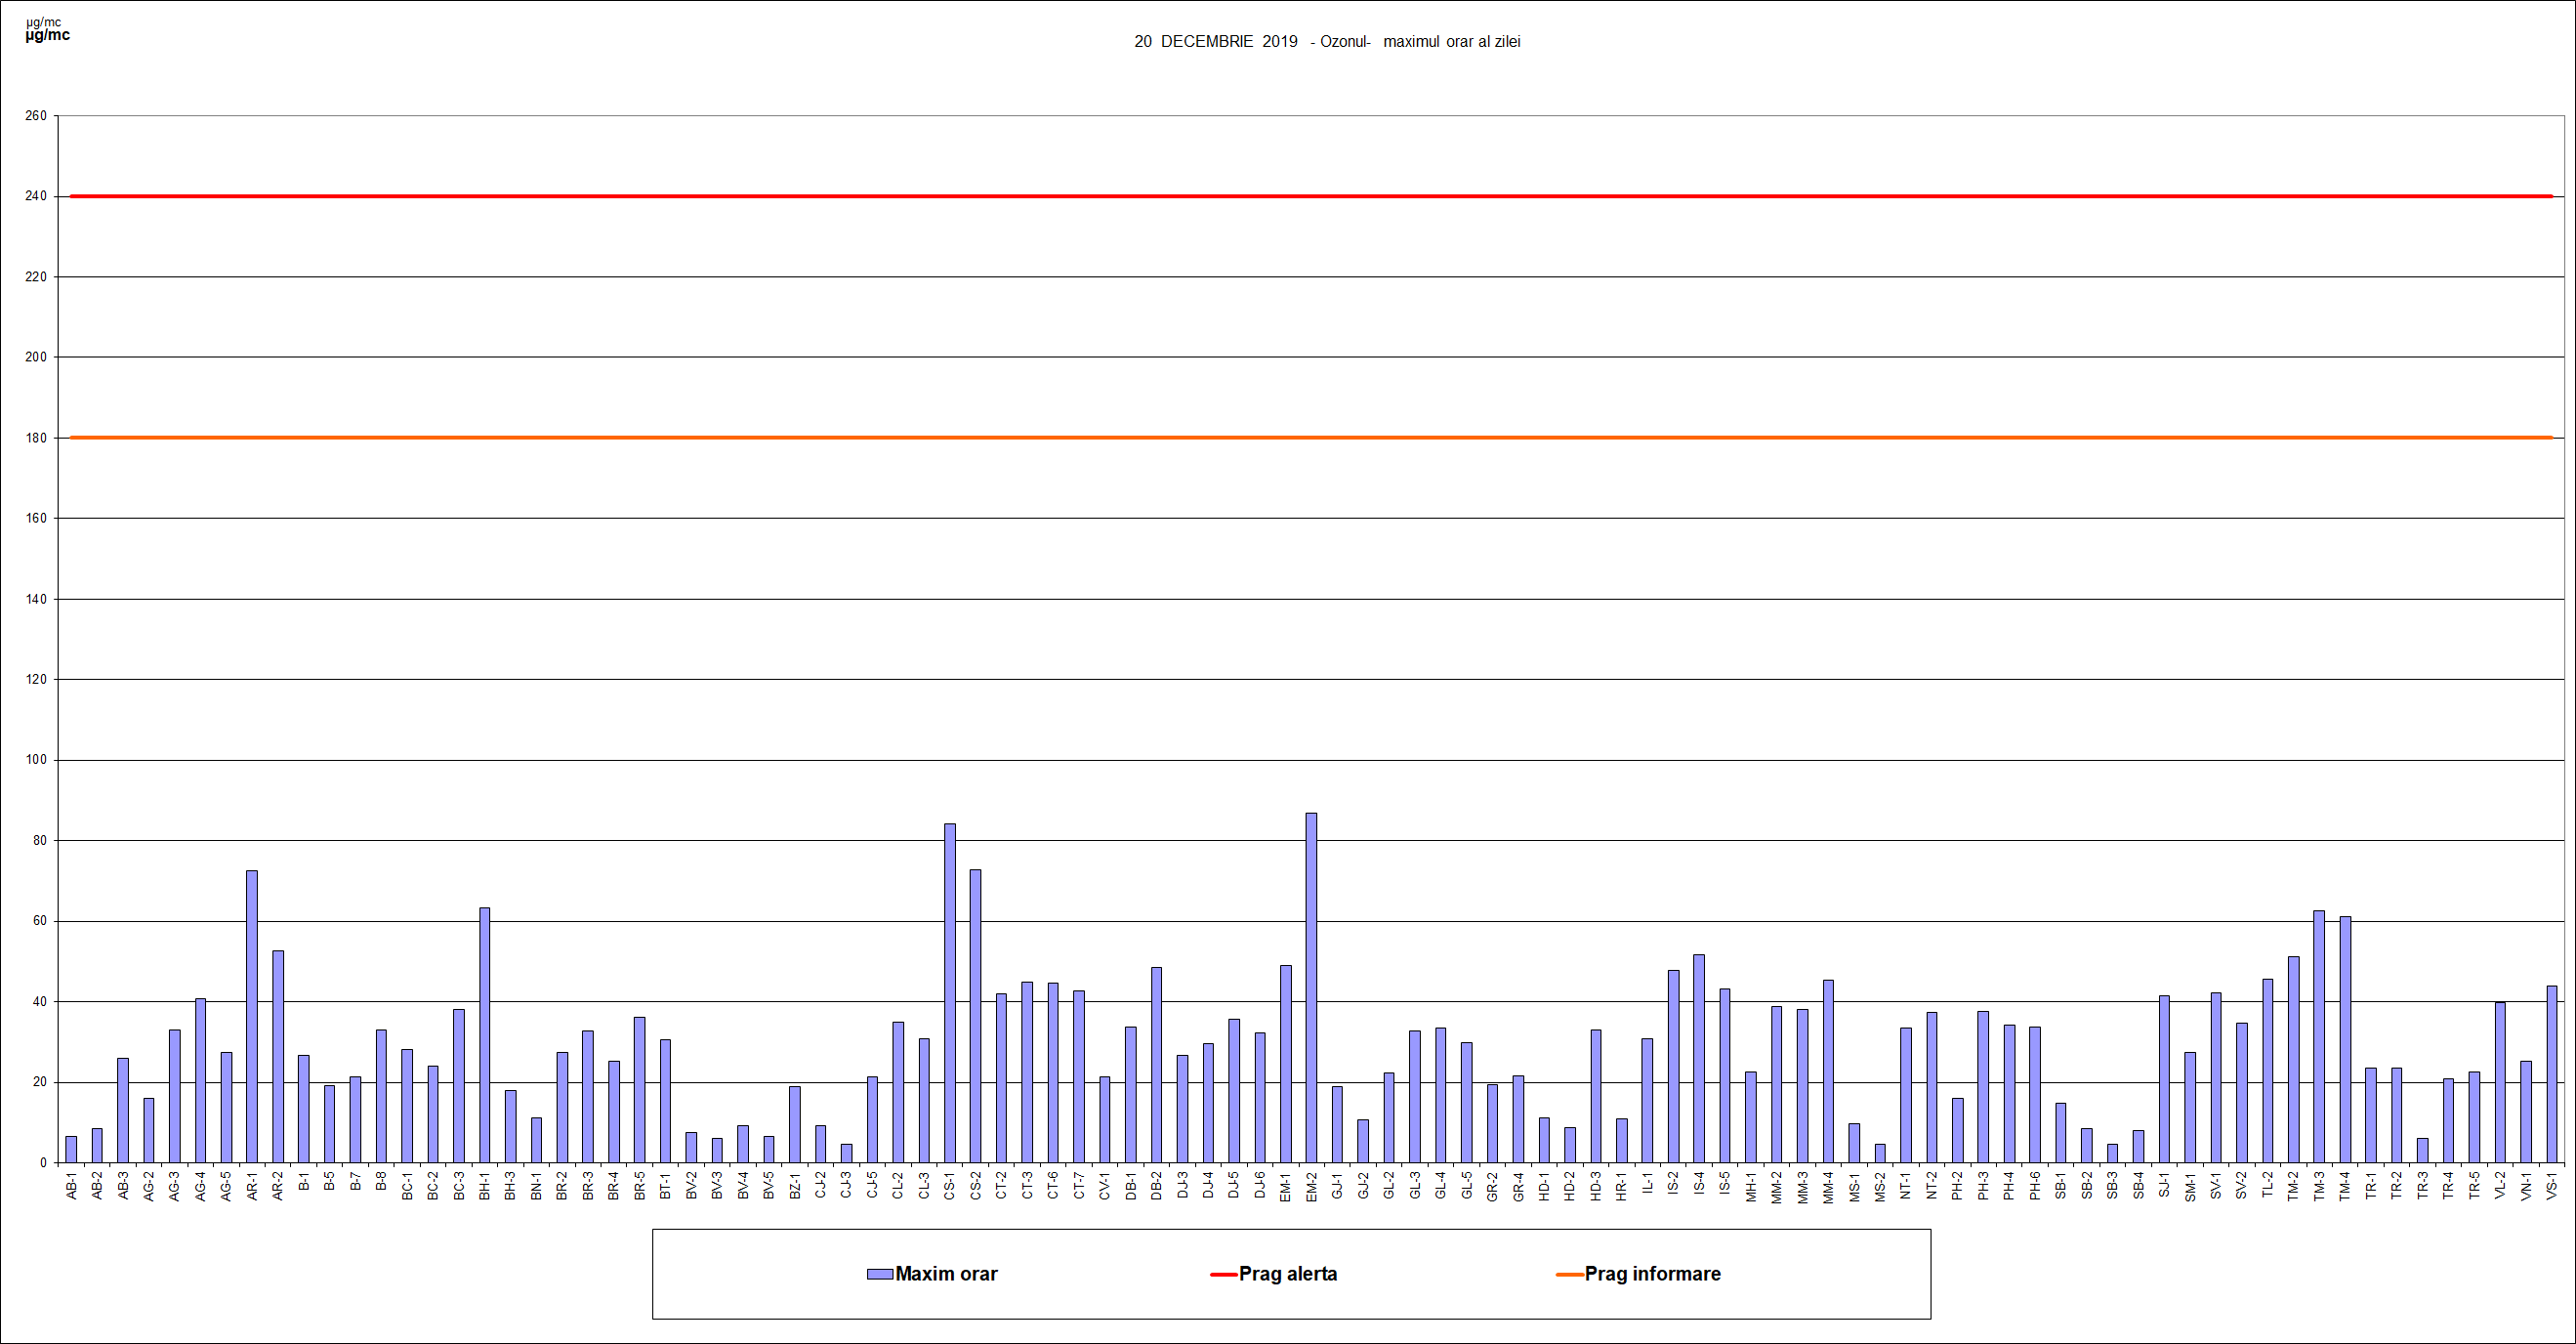 µg/mc
µg/mc
20 DECEMBRIE 2019 - Ozonul- maximul orar al zilei
260
240
220
200
180
160
140
120
100
80
60
40
20
0
AB-1 AB-2 AB-3 AG-2 AG-3 AG-4 AG-5 AR-1 AR-2 B-1 B-5 B-7 B-8 BC-1 BC-2 BC-3 BH-1 BH-3 BN-1 BR-2 BR-3 BR-4 BR-5 BT-1 BV-2 BV-3 BV-4 BV-5 BZ-1 CJ-2 CJ-3 CJ-5 CL-2 CL-3 CS-1 CS-2 CT-2 CT-3 CT-6 CT-7 CV-1 DB-1 DB-2 DJ-3 DJ-4 DJ-5 DJ-6 EM-1 EM-2 GJ-1 GJ-2 GL-2 GL-3 GL-4 GL-5 GR-2 GR-4 HD-1 HD-2 HD-3 HR-1 IL-1 IS-2 IS-4 IS-5 MH-1 MM-2 MM-3 MM-4 MS-1 MS-2 NT-1 NT-2 PH-2 PH-3 PH-4 PH-6 SB-1 SB-2 SB-3 SB-4 SJ-1 SM-1 SV-1 SV-2 TL-2 TM-2 TM-3 TM-4 TR-1 TR-2 TR-3 TR-4 TR-5 VL-2 VN-1 VS-1
Maxim orar Prag alerta Prag informare